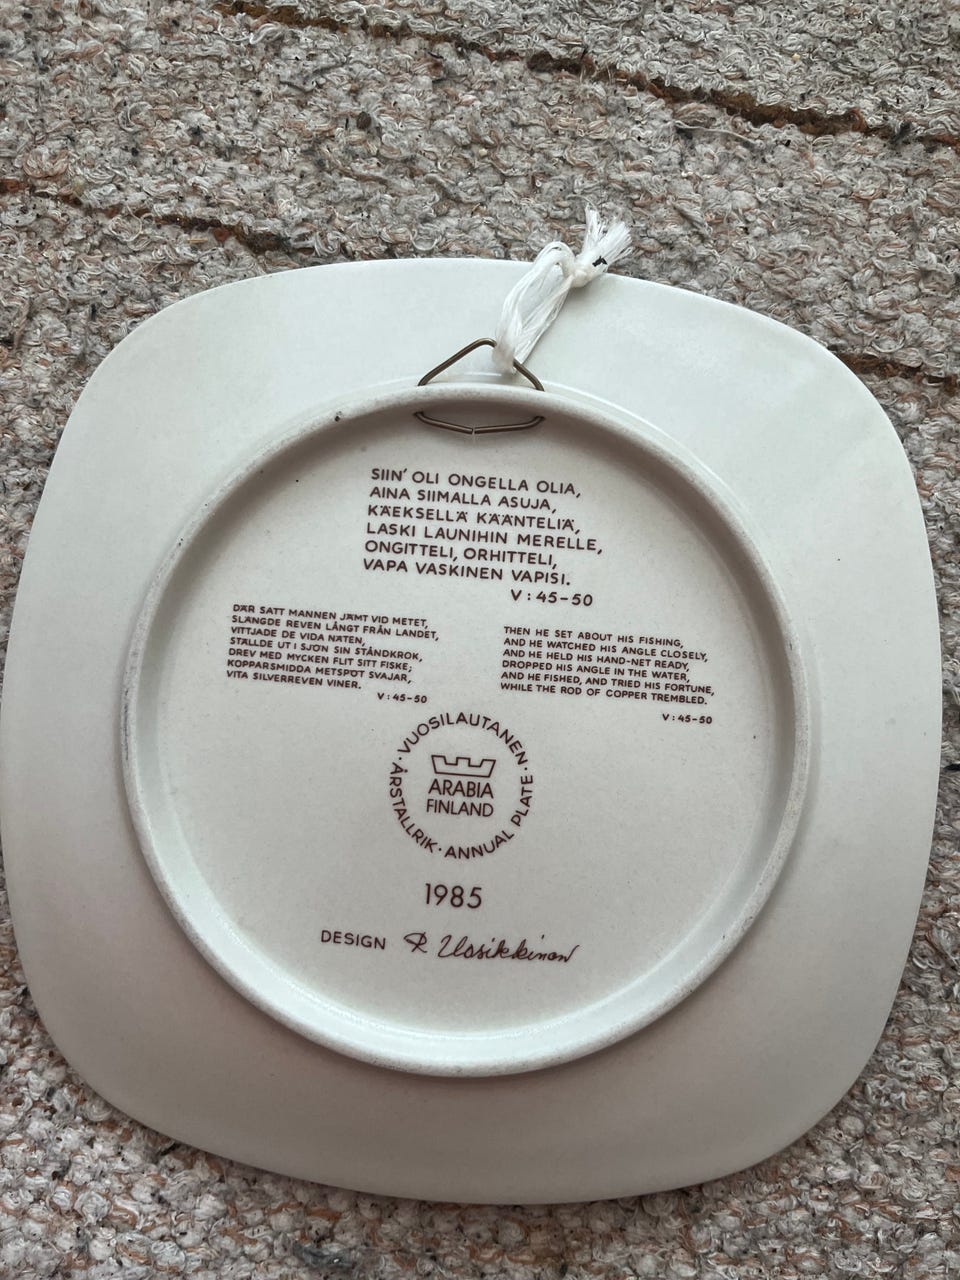 SIIN' OLI ONGELLA OLIA,
AINA SIIMALLA ASUJA,
KÄEKSELLÄ KÄÄNTELIÄ,
LASKI LAUNIHIN MERELLE,
ONGITTELI, ORHITTELI,
VAPA VASKINEN VAPISI.
V : 45-50
DÄR SATT MANNEN JÄMT VID METET,
SLÄNGDE REVEN LÅNGT FRÅN LANDET,
VITTJADE DE VIDA NÄTEN,
STÄLLDE UT I SJÖN SIN STÅNDKROK,
DREV MED MYCKEN FLIT SITT FISKE;
KOPPARSMIDDA METSPÖT SVAJAR,
VITA SILVERREVEN VINER.
V : 45-50
THEN HE SET ABOUT HIS FISHING,
AND HE WATCHED HIS ANGLE CLOSELY,
AND HE HELD HIS HAND-NET READY,
DROPPED HIS ANGLE IN THE WATER,
AND HE FISHED, AND TRIED HIS FORTUNE,
WHILE THE ROD OF COPPER TREMBLED.
V : 45-50
· VUOSILAUTANEN · ANNUAL PLATE · ÅRSTALLRIK
ARABIA
FINLAND
1985
DESIGN R Uosikkinen